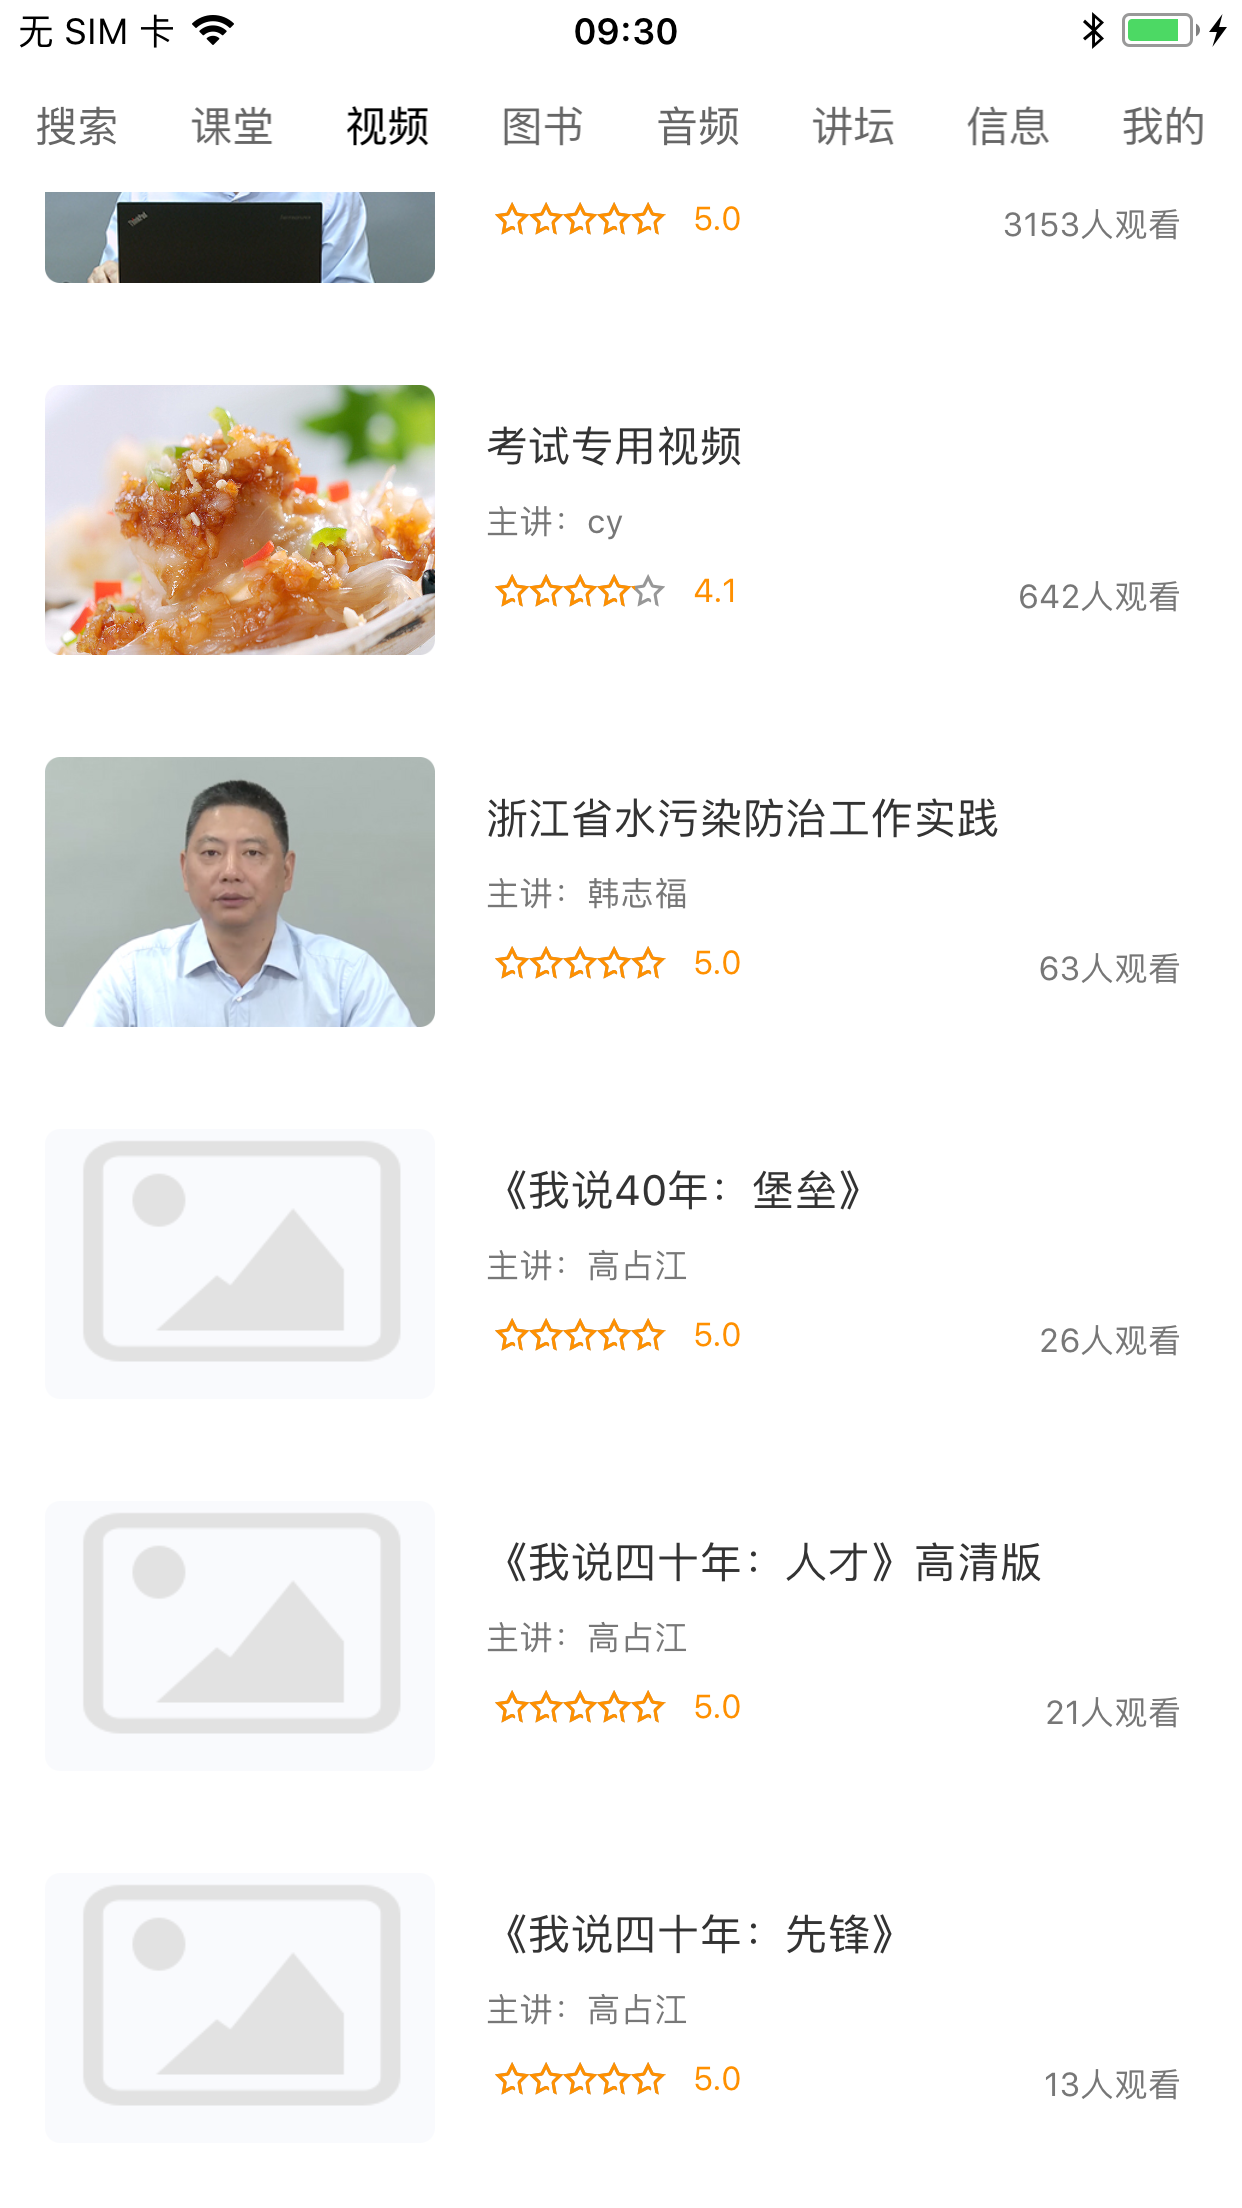 无 SIM 卡 09:30
搜索 课堂 视频 图书 音频 讲坛 信息 我的
ThinkPad
5.0 3153人观看
考试专用视频
主讲：cy
4.1 642人观看
浙江省水污染防治工作实践
主讲：韩志福
5.0 63人观看
《我说40年：堡垒》
主讲：高占江
5.0 26人观看
《我说四十年：人才》高清版
主讲：高占江
5.0 21人观看
《我说四十年：先锋》
主讲：高占江
5.0 13人观看